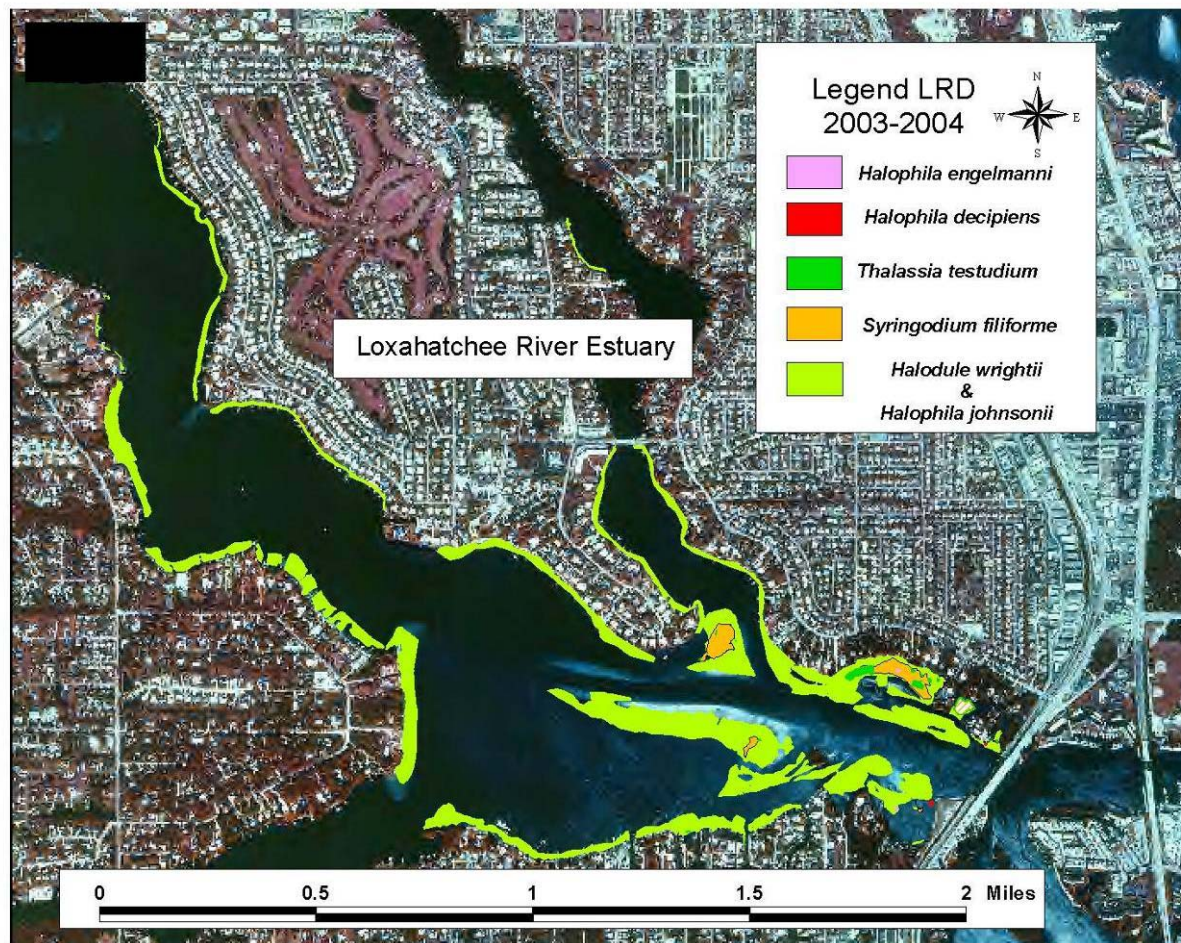 Legend LRD
2003-2004
N
W E
S
Halophila engelmanni
Halophila decipiens
Thalassia testudium
Syringodium filiforme
Halodule wrightii
&
Halophila johnsonii
Loxahatchee River Estuary
0 0.5 1 1.5 2 Miles